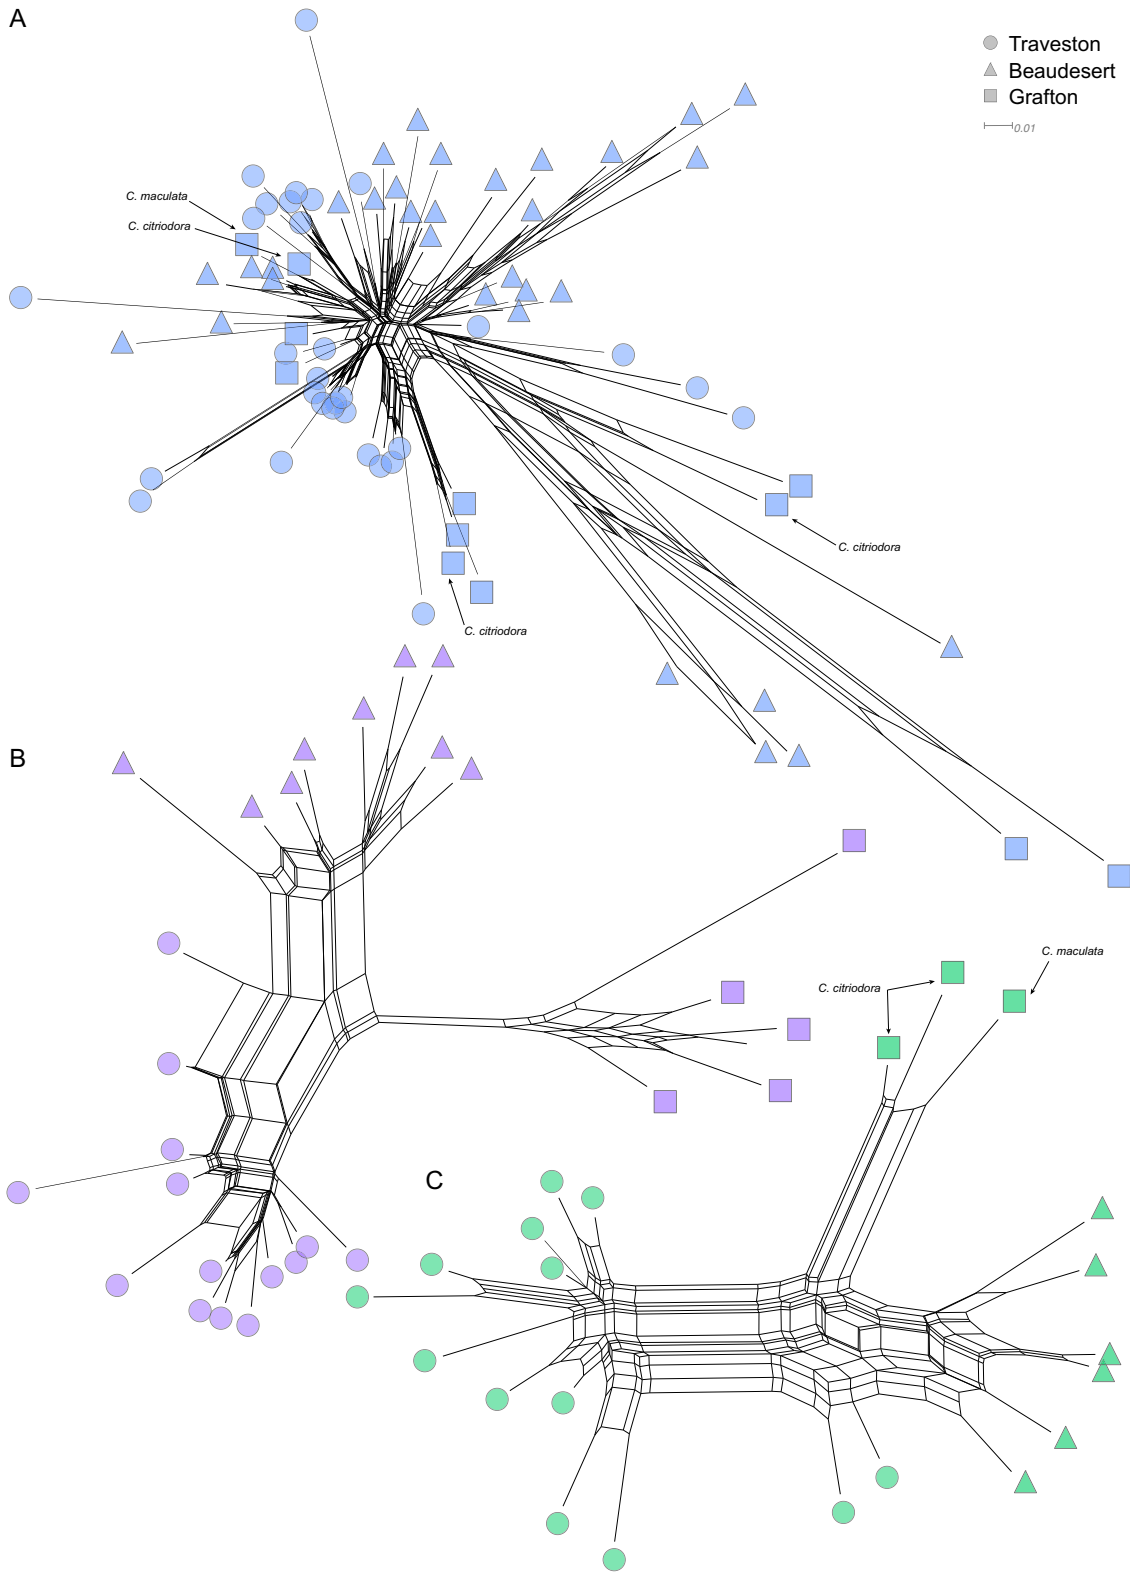 A
Traveston
Beaudesert
Grafton
0.01
C. maculata
C. citriodora
C. citriodora
C. citriodora
B
C. maculata
C. citriodora
C